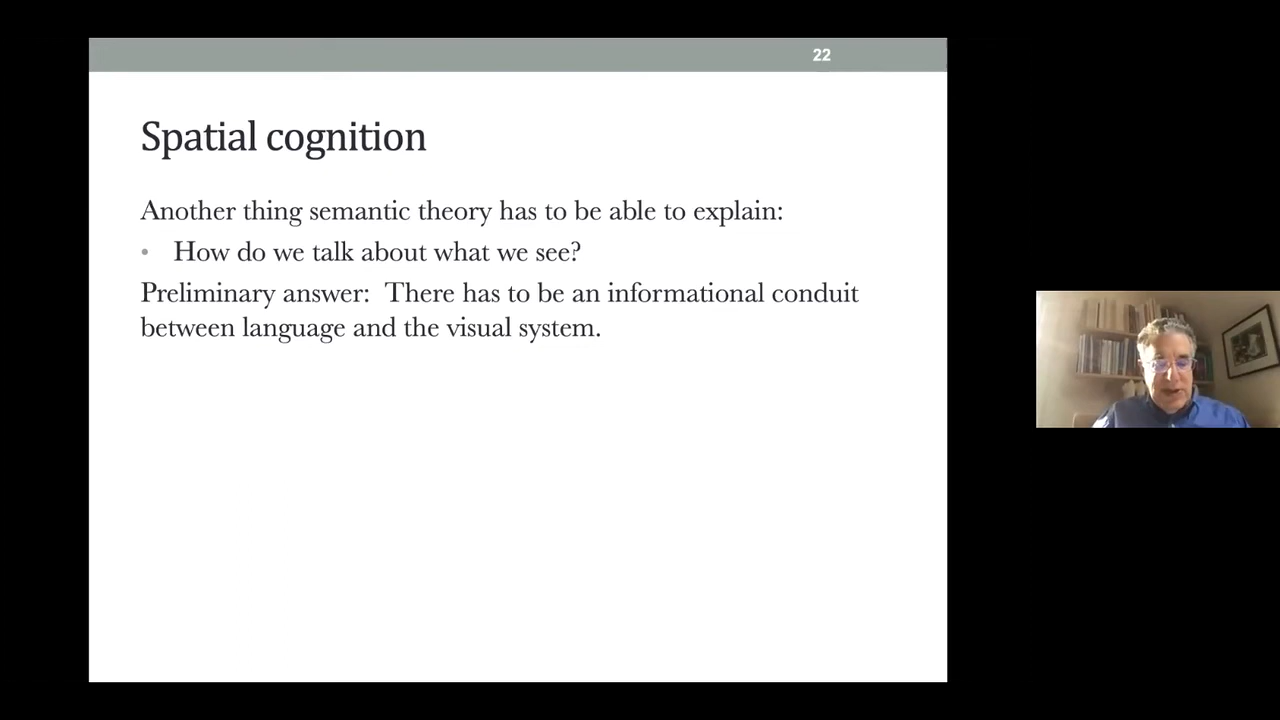 22
Spatial cognition
Another thing semantic theory has to be able to explain:
• How do we talk about what we see?
Preliminary answer:  There has to be an informational conduit
between language and the visual system.